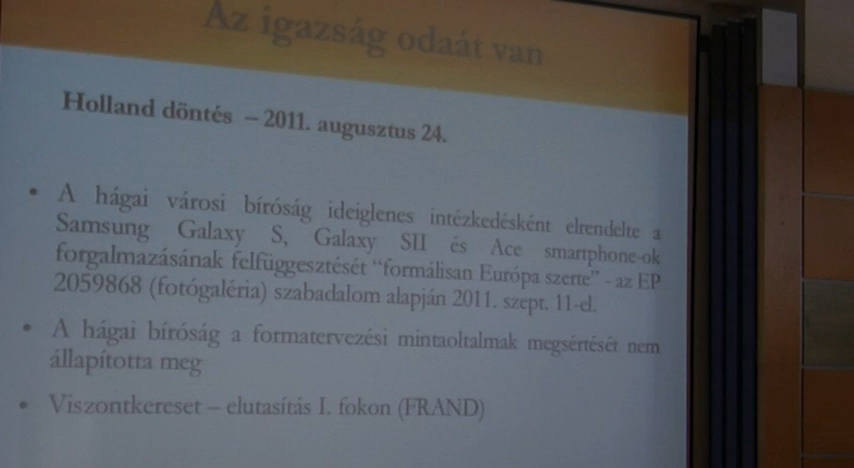 Az igazság odaát van
Holland döntés – 2011. augusztus 24.
• A hágai városi bíróság ideiglenes intézkedésként elrendelte a
Samsung Galaxy S, Galaxy SII és Ace smartphone-ok
forgalmazásának felfüggesztését “formálisan Európa szerte” - az EP
2059868 (fotógaléria) szabadalom alapján 2011. szept. 11-el.
• A hágai bíróság a formatervezési mintaoltalmak megsértését nem
állapította meg
• Viszontkereset – elutasítás I. fokon (FRAND)